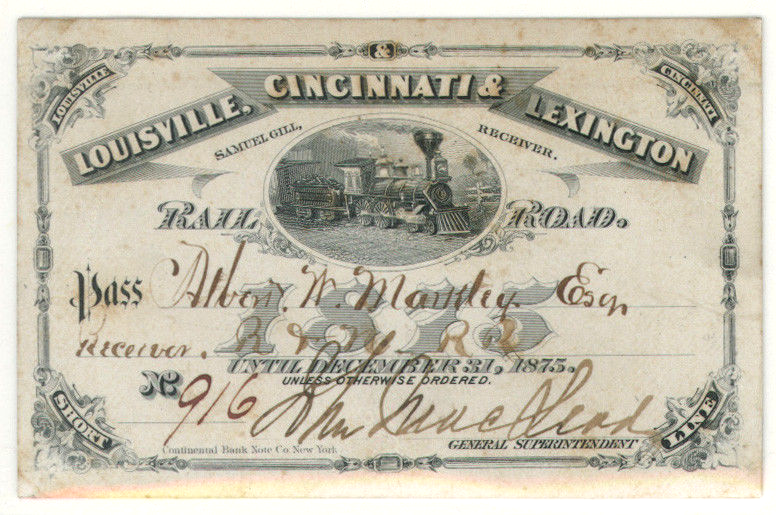 &
LOUISVILLE
CINCINNATI
LOUISVILLE, CINCINNATI & LEXINGTON
SAMUEL GILL, RECEIVER.
RAIL ROAD.
1875
Pass Albert W. Markley. Esq
Receiver.
UNTIL DECEMBER 31, 1875.
UNLESS OTHERWISE ORDERED.
No 916
GENERAL SUPERINTENDENT
Continental Bank Note Co. New York
SHORT
LINE